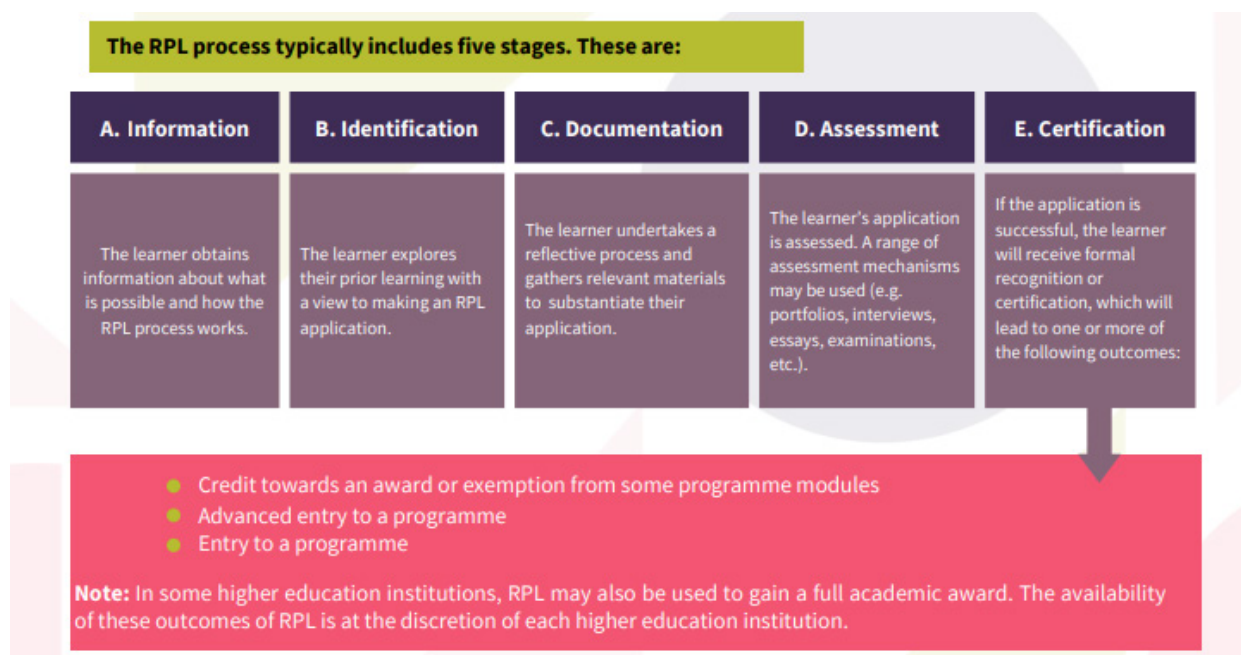 The RPL process typically includes five stages. These are:
A. Information
The learner obtains
information about what
is possible and how the
RPL process works.
B. Identification
The learner explores
their prior learning with
a view to making an RPL
application.
C. Documentation
The learner undertakes a
reflective process and
gathers relevant materials
to substantiate their
application.
D. Assessment
The learner's application
is assessed. A range of
assessment mechanisms
may be used (e.g.
portfolios, interviews,
essays, examinations,
etc.).
E. Certification
If the application is
successful, the learner
will receive formal
recognition or
certification, which will
lead to one or more of
the following outcomes:
Credit towards an award or exemption from some programme modules
Advanced entry to a programme
Entry to a programme
Note: In some higher education institutions, RPL may also be used to gain a full academic award. The availability
of these outcomes of RPL is at the discretion of each higher education institution.